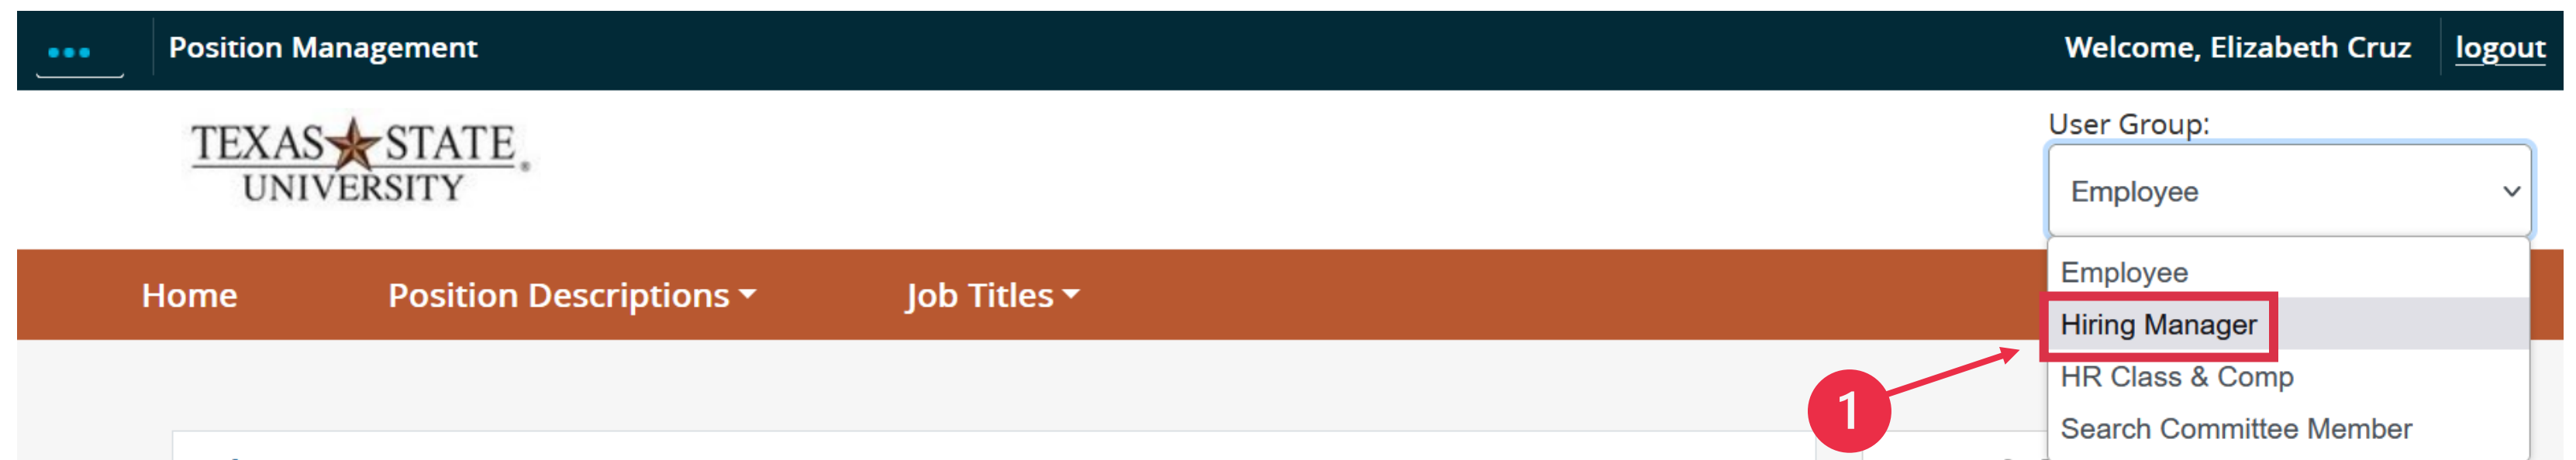 ••• Position Management Welcome, Elizabeth Cruz logout
TEXAS STATE ®
UNIVERSITY
User Group:
Employee
Home Position Descriptions Job Titles
Employee
Hiring Manager
HR Class & Comp
Search Committee Member
1